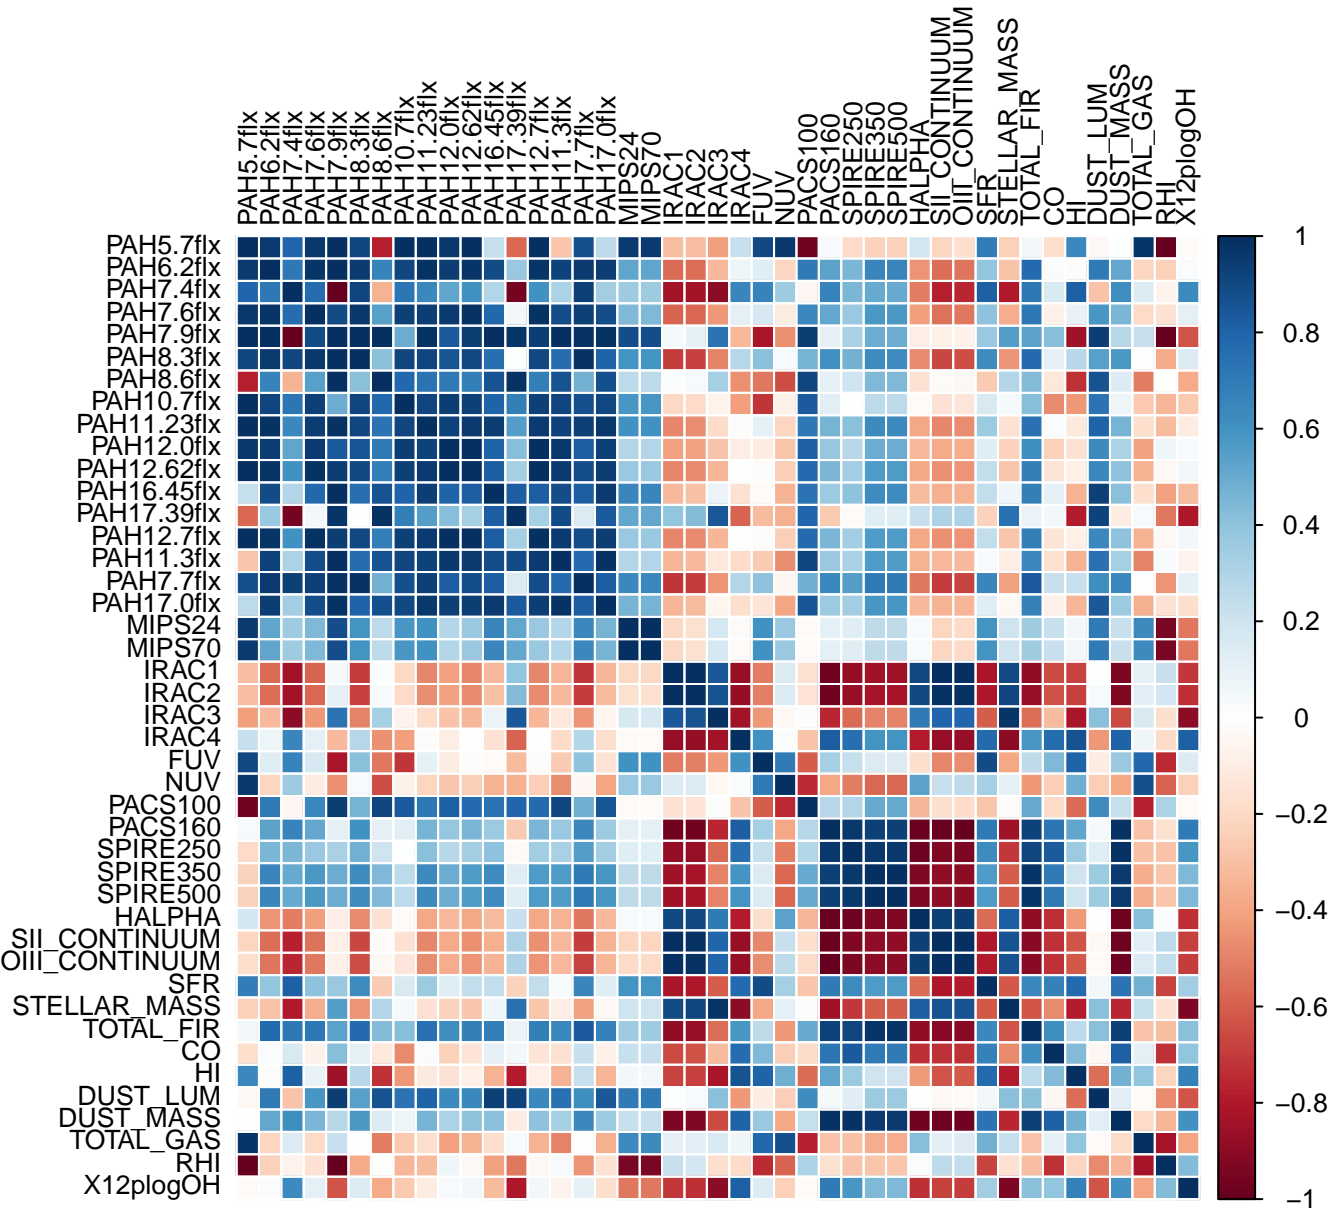 PAH5.7flx
PAH6.2flx
PAH7.4flx
PAH7.6flx
PAH7.9flx
PAH8.3flx
PAH8.6flx
PAH10.7flx
PAH11.23flx
PAH12.0flx
PAH12.62flx
PAH16.45flx
PAH17.39flx
PAH12.7flx
PAH11.3flx
PAH7.7flx
PAH17.0flx
MIPS24
MIPS70
IRAC1
IRAC2
IRAC3
IRAC4
FUV
NUV
PACS100
PACS160
SPIRE250
SPIRE350
SPIRE500
HALPHA
SII_CONTINUUM
OIII_CONTINUUM
SFR
STELLAR_MASS
TOTAL_FIR
CO
HI
DUST_LUM
DUST_MASS
TOTAL_GAS
RHI
X12plogOH
PAH5.7flx
PAH6.2flx
PAH7.4flx
PAH7.6flx
PAH7.9flx
PAH8.3flx
PAH8.6flx
PAH10.7flx
PAH11.23flx
PAH12.0flx
PAH12.62flx
PAH16.45flx
PAH17.39flx
PAH12.7flx
PAH11.3flx
PAH7.7flx
PAH17.0flx
MIPS24
MIPS70
IRAC1
IRAC2
IRAC3
IRAC4
FUV
NUV
PACS100
PACS160
SPIRE250
SPIRE350
SPIRE500
HALPHA
SII_CONTINUUM
OIII_CONTINUUM
SFR
STELLAR_MASS
TOTAL_FIR
CO
HI
DUST_LUM
DUST_MASS
TOTAL_GAS
RHI
X12plogOH
1
0.8
0.6
0.4
0.2
0
−0.2
−0.4
−0.6
−0.8
−1